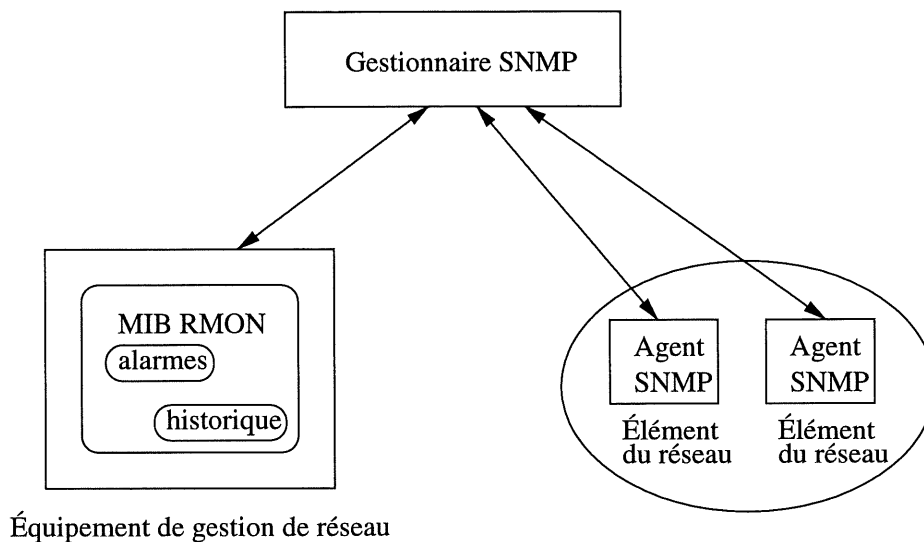 Gestionnaire SNMP
MIB RMON
alarmes
historique
Équipement de gestion de réseau
Agent
SNMP
Élément
du réseau
Agent
SNMP
Élément
du réseau